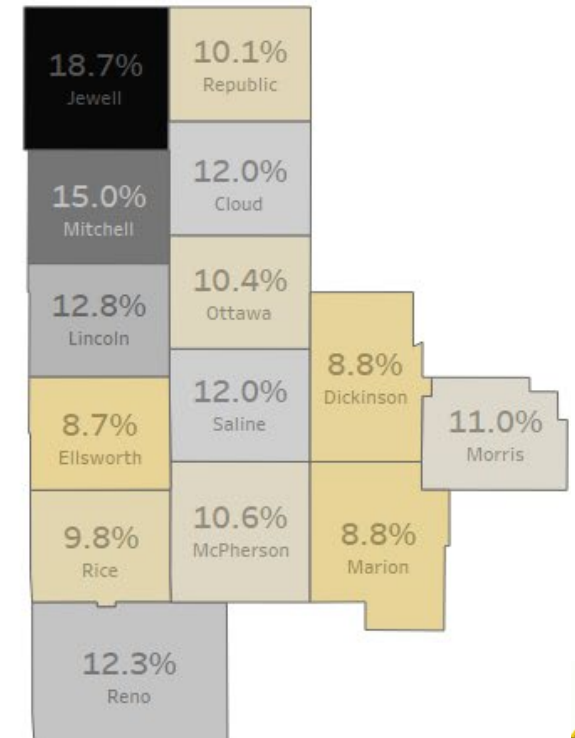 18.7%
Jewell
10.1%
Republic
15.0%
Mitchell
12.0%
Cloud
12.8%
Lincoln
10.4%
Ottawa
8.7%
Ellsworth
12.0%
Saline
8.8%
Dickinson
11.0%
Morris
9.8%
Rice
10.6%
McPherson
8.8%
Marion
12.3%
Reno